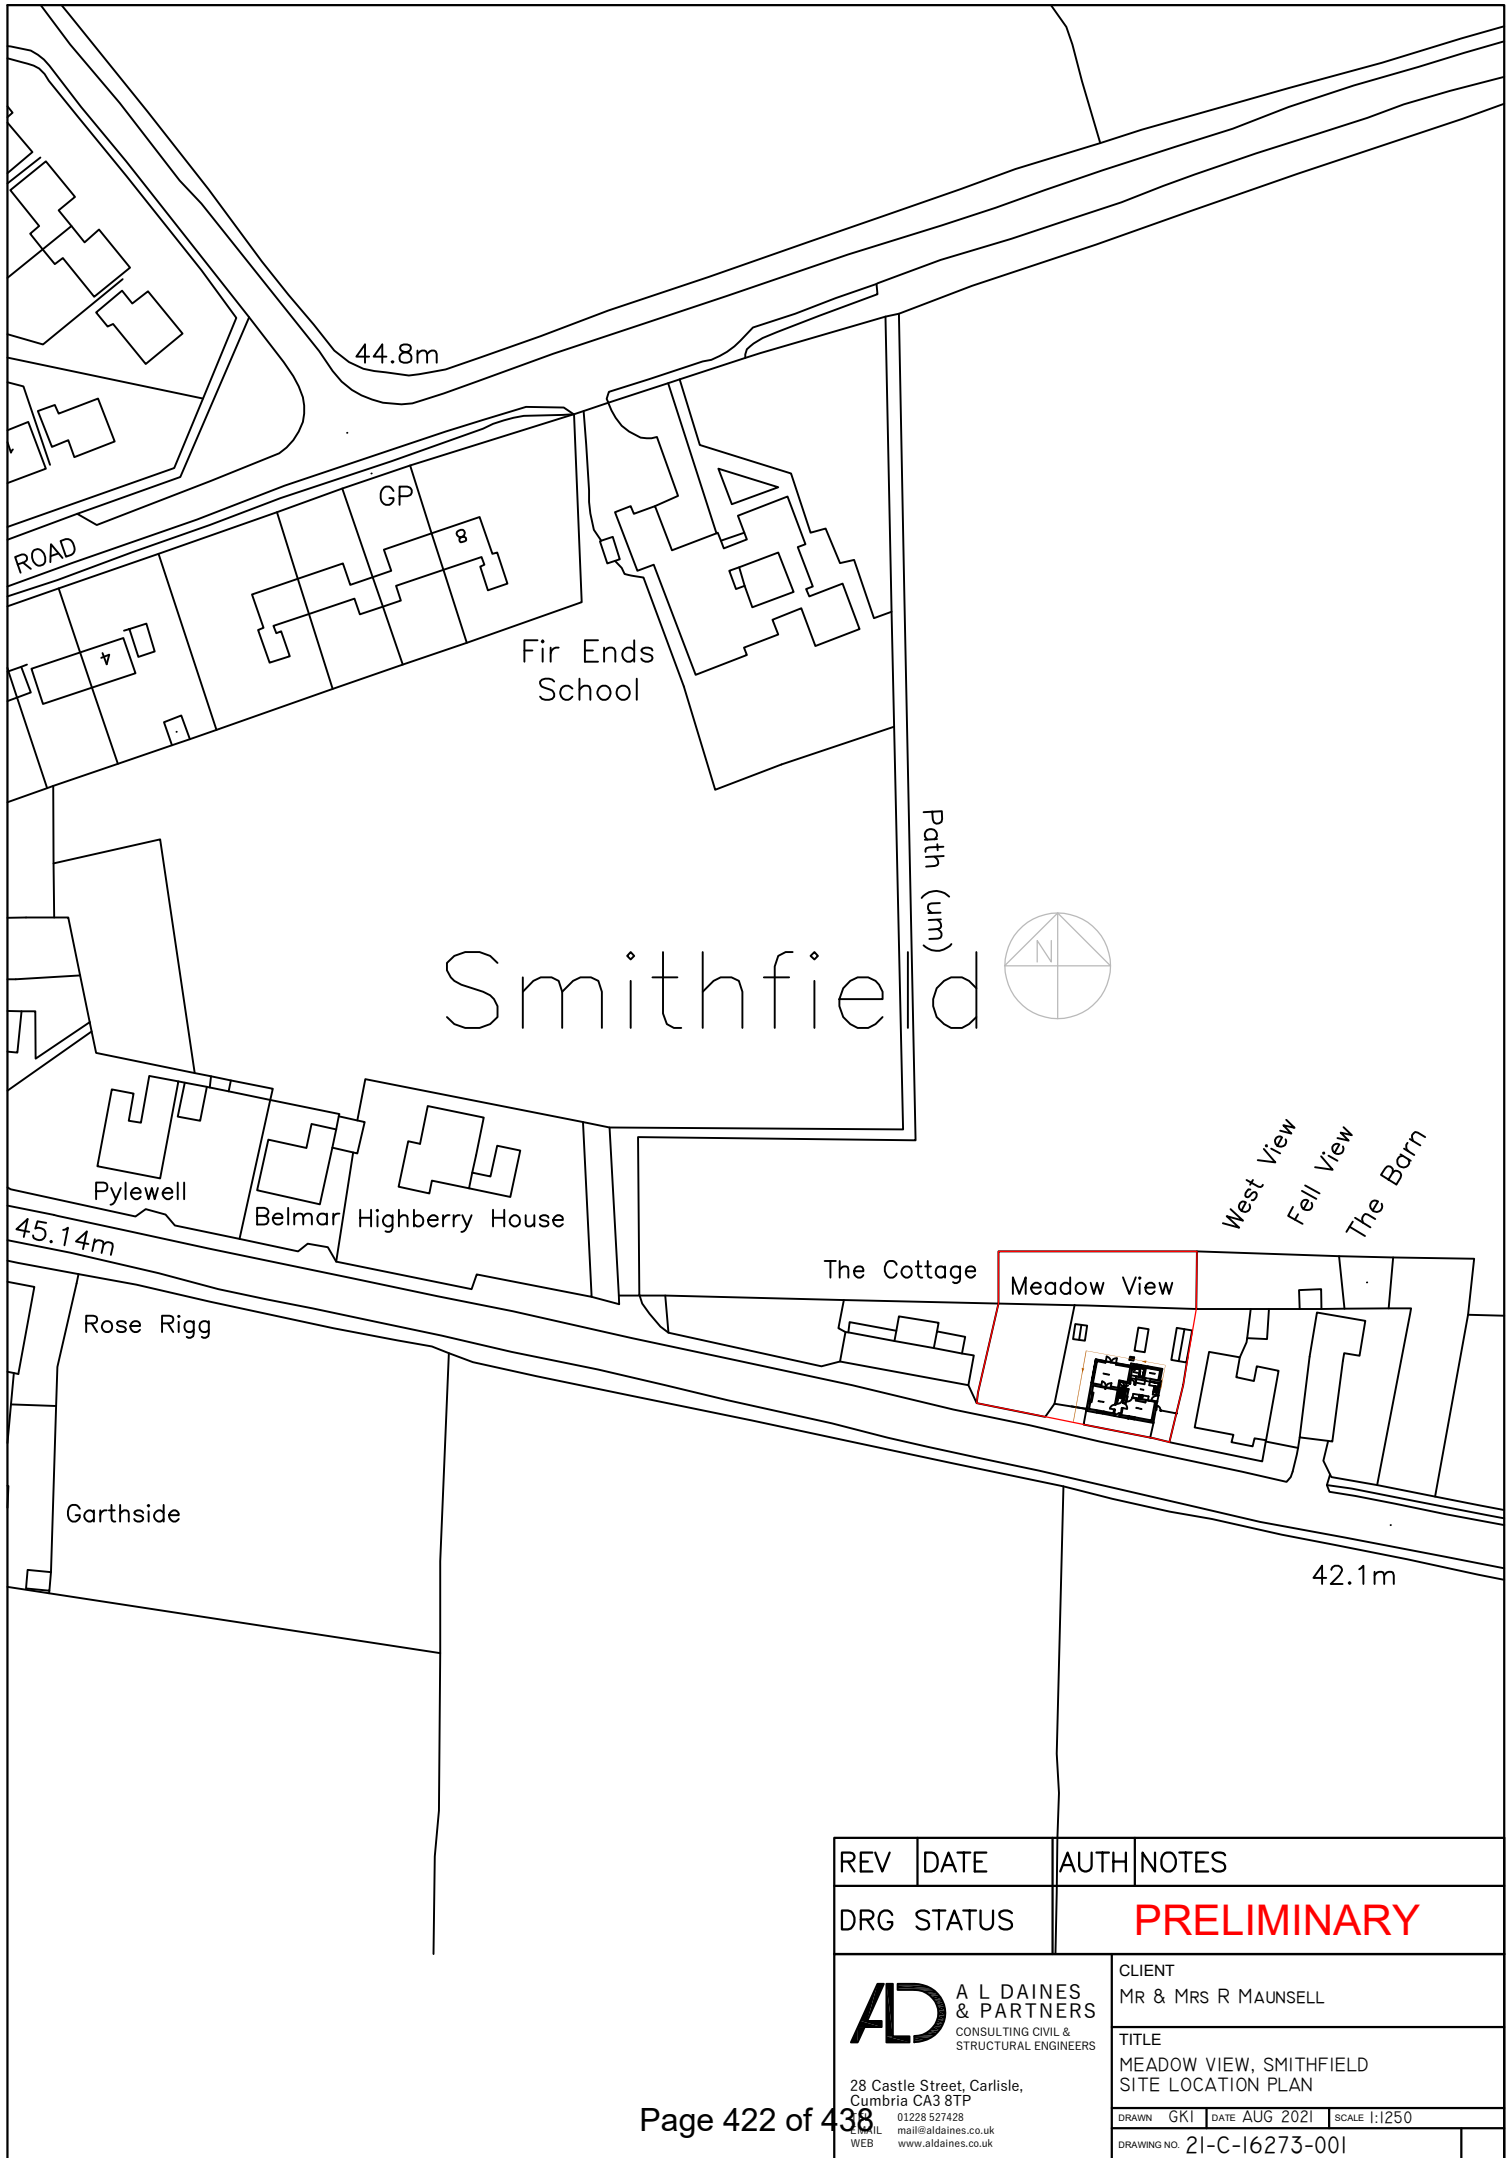 44.8m
GP
8
ROAD
4
Fir Ends
School
Path (um)
Smithfield
N
West View
Fell View
The Barn
Pylewell
Belmar
Highberry House
45.14m
The Cottage
Meadow View
Rose Rigg
Garthside
42.1m
REV DATE AUTH NOTES
DRG STATUS PRELIMINARY
ALD
A L DAINES
& PARTNERS
CONSULTING CIVIL &
STRUCTURAL ENGINEERS
28 Castle Street, Carlisle,
Cumbria CA3 8TP
01228 527428
EMAIL mail@aldaines.co.uk
WEB www.aldaines.co.uk
CLIENT
MR & MRS R MAUNSELL
TITLE
MEADOW VIEW, SMITHFIELD
SITE LOCATION PLAN
DRAWN GK1 DATE AUG 2021 SCALE 1:1250
DRAWING NO. 21-C-16273-001
Page 422 of 438